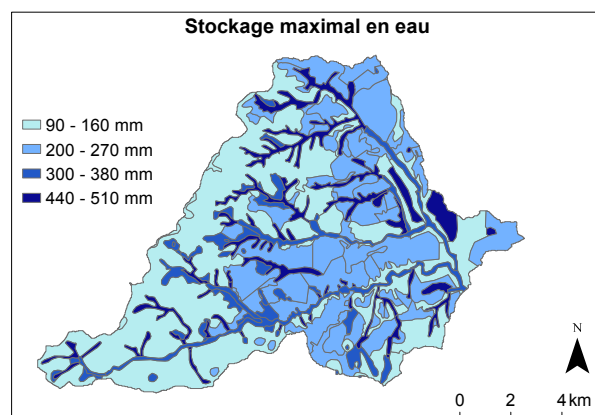 Stockage maximal en eau
90 - 160 mm
200 - 270 mm
300 - 380 mm
440 - 510 mm
N
0 2 4 km